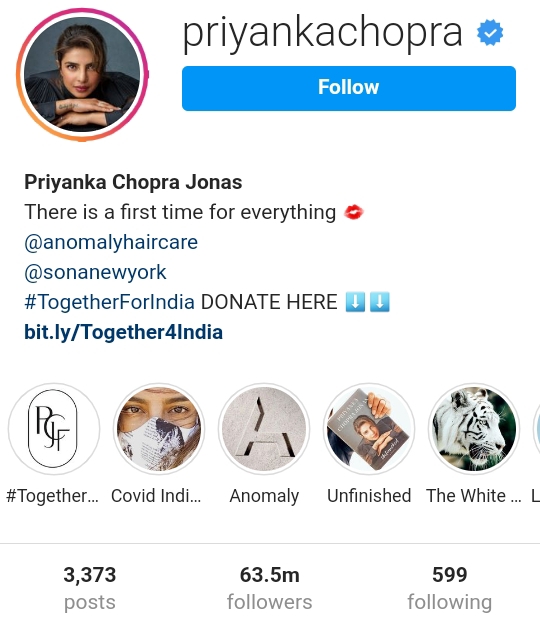 priyankachopra
Follow
Priyanka Chopra Jonas
There is a first time for everything 💋
@anomalyhaircare
@sonanewyork
#TogetherForIndia DONATE HERE ⬇️⬇️
bit.ly/Together4India
PCJF
#Together... Covid Indi... Anomaly Unfinished The White ... L
3,373 63.5m 599
posts followers following